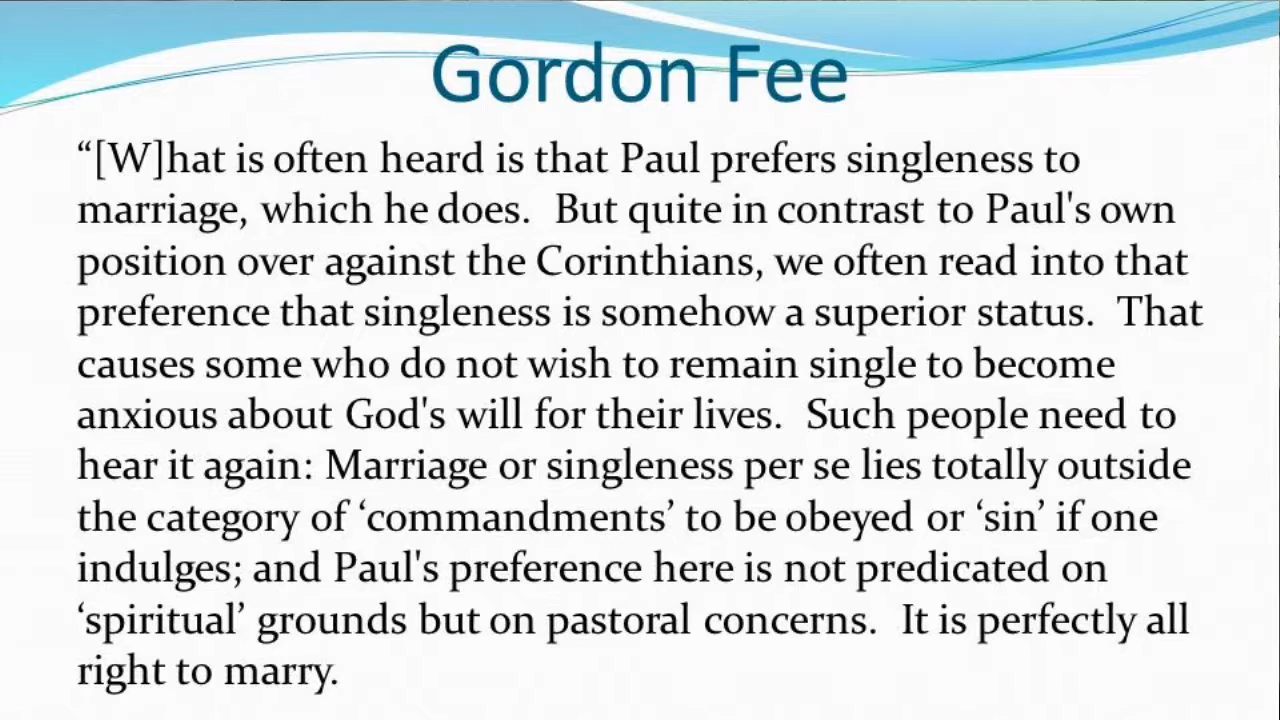 Gordon Fee
“[W]hat is often heard is that Paul prefers singleness to
marriage, which he does.  But quite in contrast to Paul's own
position over against the Corinthians, we often read into that
preference that singleness is somehow a superior status.  That
causes some who do not wish to remain single to become
anxious about God's will for their lives.  Such people need to
hear it again: Marriage or singleness per se lies totally outside
the category of ‘commandments’ to be obeyed or ‘sin’ if one
indulges; and Paul's preference here is not predicated on
‘spiritual’ grounds but on pastoral concerns.  It is perfectly all
right to marry.